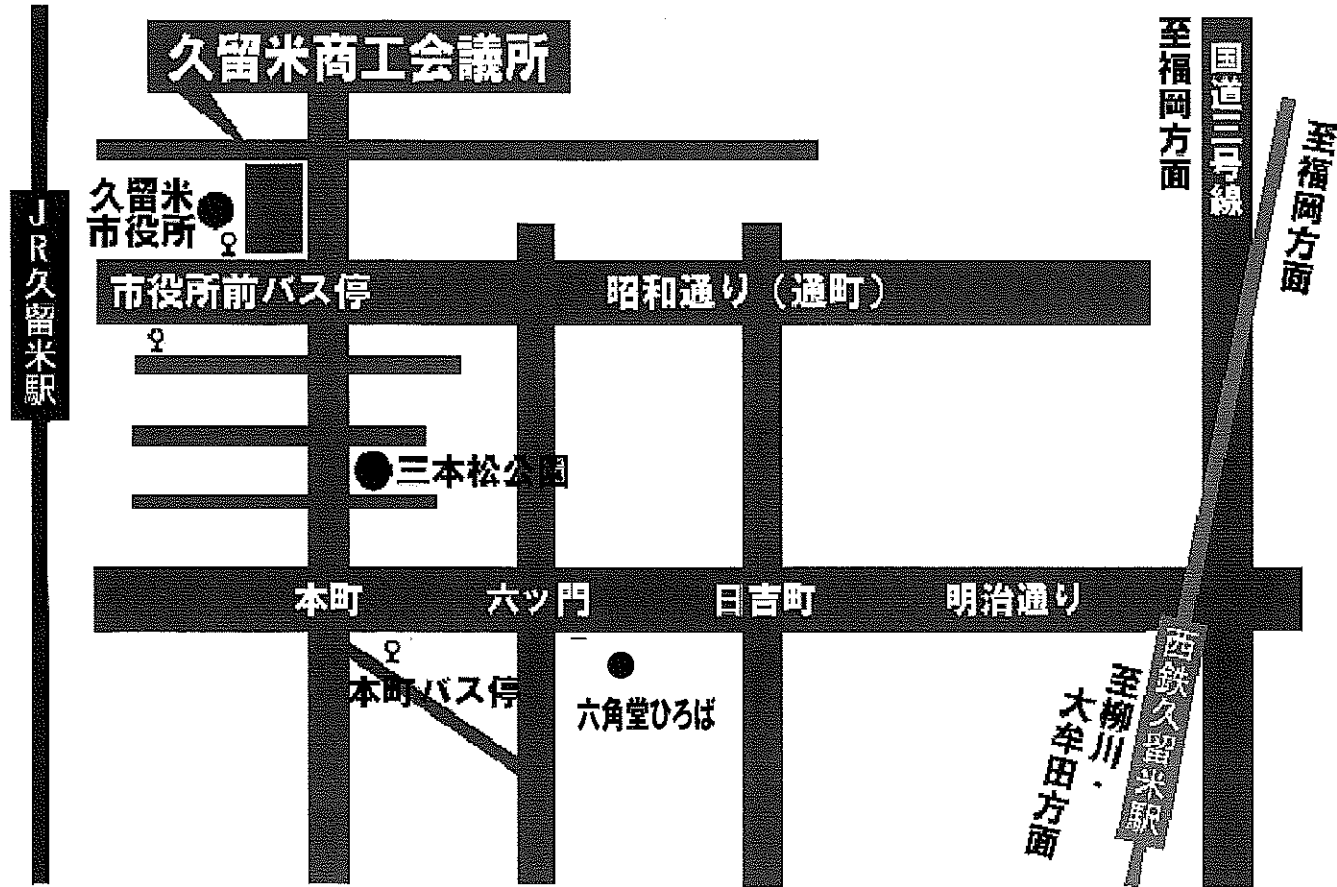 久留米商工会議所
至福岡方面
国道三号線
至福岡方面
久留米
市役所
JR久留米駅
市役所前バス停
昭和通り（通町）
三本松公園
本町
六ッ門
日吉町
明治通り
本町バス停
六角堂ひろば
西鉄久留米駅
至柳川・
大牟田方面